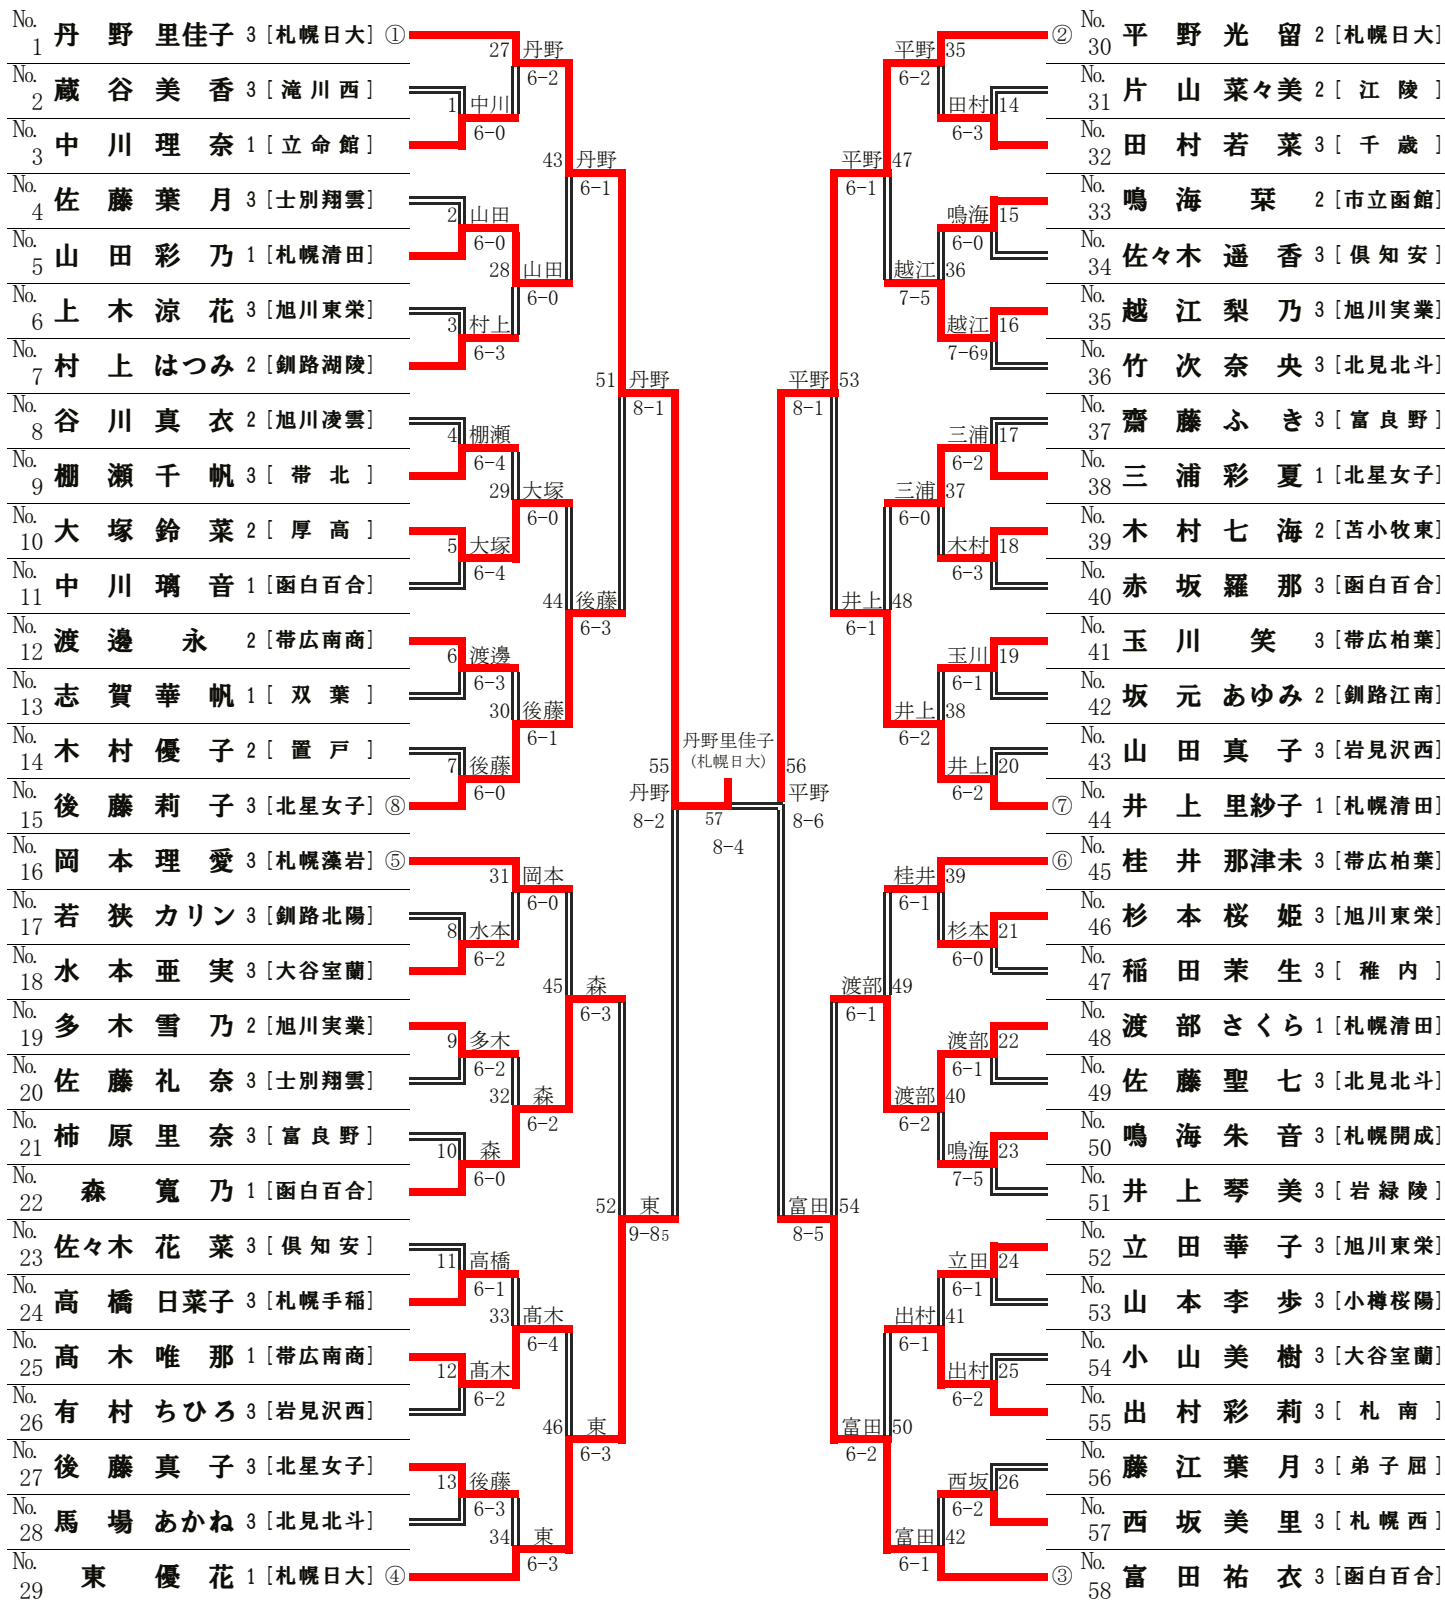 No. 1 丹野 里佳子 3 [札幌日大] ①
No. 2 蔵谷 美香 3 [滝川西]
No. 3 中川 理奈 1 [立命館]
No. 4 佐藤 葉月 3 [士別翔雲]
No. 5 山田 彩乃 1 [札幌清田]
No. 6 上木 涼花 3 [旭川東栄]
No. 7 村上 はつみ 2 [釧路湖陵]
No. 8 谷川 真衣 2 [旭川凌雲]
No. 9 棚瀬 千帆 3 [帯北]
No. 10 大塚 鈴菜 2 [厚高]
No. 11 中川 璃音 1 [函白百合]
No. 12 渡邊 永 2 [帯広南商]
No. 13 志賀 華帆 1 [双葉]
No. 14 木村 優子 2 [置戸]
No. 15 後藤 莉子 3 [北星女子] ⑧
No. 16 岡本 理愛 3 [札幌藻岩] ⑤
No. 17 若狭 カリン 3 [釧路北陽]
No. 18 水本 亜実 3 [大谷室蘭]
No. 19 多木 雪乃 2 [旭川実業]
No. 20 佐藤 礼奈 3 [士別翔雲]
No. 21 柿原 里奈 3 [富良野]
No. 22 森 寛乃 1 [函白百合]
No. 23 佐々木 花菜 3 [倶知安]
No. 24 高橋 日菜子 3 [札幌手稲]
No. 25 髙木 唯那 1 [帯広南商]
No. 26 有村 ちひろ 3 [岩見沢西]
No. 27 後藤 真子 3 [北星女子]
No. 28 馬場 あかね 3 [北見北斗]
No. 29 東 優花 1 [札幌日大] ④
1 中川 6-0
2 山田 6-0
3 村上 6-3
4 棚瀬 6-4
5 大塚 6-4
6 渡邊 6-3
7 後藤 6-0
8 水本 6-2
9 多木 6-2
10 森 6-0
11 高橋 6-1
12 髙木 6-2
13 後藤 6-3
27 丹野 6-2
28 山田 6-0
29 大塚 6-0
30 後藤 6-1
31 岡本 6-0
32 森 6-2
33 髙木 6-4
34 東 6-3
43 丹野 6-1
44 後藤 6-3
45 森 6-3
46 東 6-3
51 丹野 8-1
52 東 9-85
55 丹野 8-2
丹野里佳子
(札幌日大)
57
8-4
56 平野 8-6
平野 53 8-1
富田 54 8-5
平野 47 6-1
井上 48 6-1
渡部 49 6-1
富田 50 6-2
平野 35 6-2
越江 36 7-5
三浦 37 6-0
井上 38 6-2
桂井 39 6-1
渡部 40 6-2
出村 41 6-1
富田 42 6-1
田村 14 6-3
鳴海 15 6-0
越江 16 7-69
三浦 17 6-2
木村 18 6-3
玉川 19 6-1
井上 20 6-2
杉本 21 6-0
渡部 22 6-1
鳴海 23 7-5
立田 24 6-1
出村 25 6-2
西坂 26 6-2
② No. 30 平野 光留 2 [札幌日大]
No. 31 片山 菜々美 2 [江陵]
No. 32 田村 若菜 3 [千歳]
No. 33 鳴海 栞 2 [市立函館]
No. 34 佐々木 遥香 3 [倶知安]
No. 35 越江 梨乃 3 [旭川実業]
No. 36 竹次 奈央 3 [北見北斗]
No. 37 齋藤 ふき 3 [富良野]
No. 38 三浦 彩夏 1 [北星女子]
No. 39 木村 七海 2 [苫小牧東]
No. 40 赤坂 羅那 3 [函白百合]
No. 41 玉川 笑 3 [帯広柏葉]
No. 42 坂元 あゆみ 2 [釧路江南]
No. 43 山田 真子 3 [岩見沢西]
⑦ No. 44 井上 里紗子 1 [札幌清田]
⑥ No. 45 桂井 那津未 3 [帯広柏葉]
No. 46 杉本 桜姫 3 [旭川東栄]
No. 47 稲田 茉生 3 [稚内]
No. 48 渡部 さくら 1 [札幌清田]
No. 49 佐藤 聖七 3 [北見北斗]
No. 50 鳴海 朱音 3 [札幌開成]
No. 51 井上 琴美 3 [岩緑陵]
No. 52 立田 華子 3 [旭川東栄]
No. 53 山本 李歩 3 [小樽桜陽]
No. 54 小山 美樹 3 [大谷室蘭]
No. 55 出村 彩莉 3 [札南]
No. 56 藤江 葉月 3 [弟子屈]
No. 57 西坂 美里 3 [札幌西]
③ No. 58 富田 祐衣 3 [函白百合]